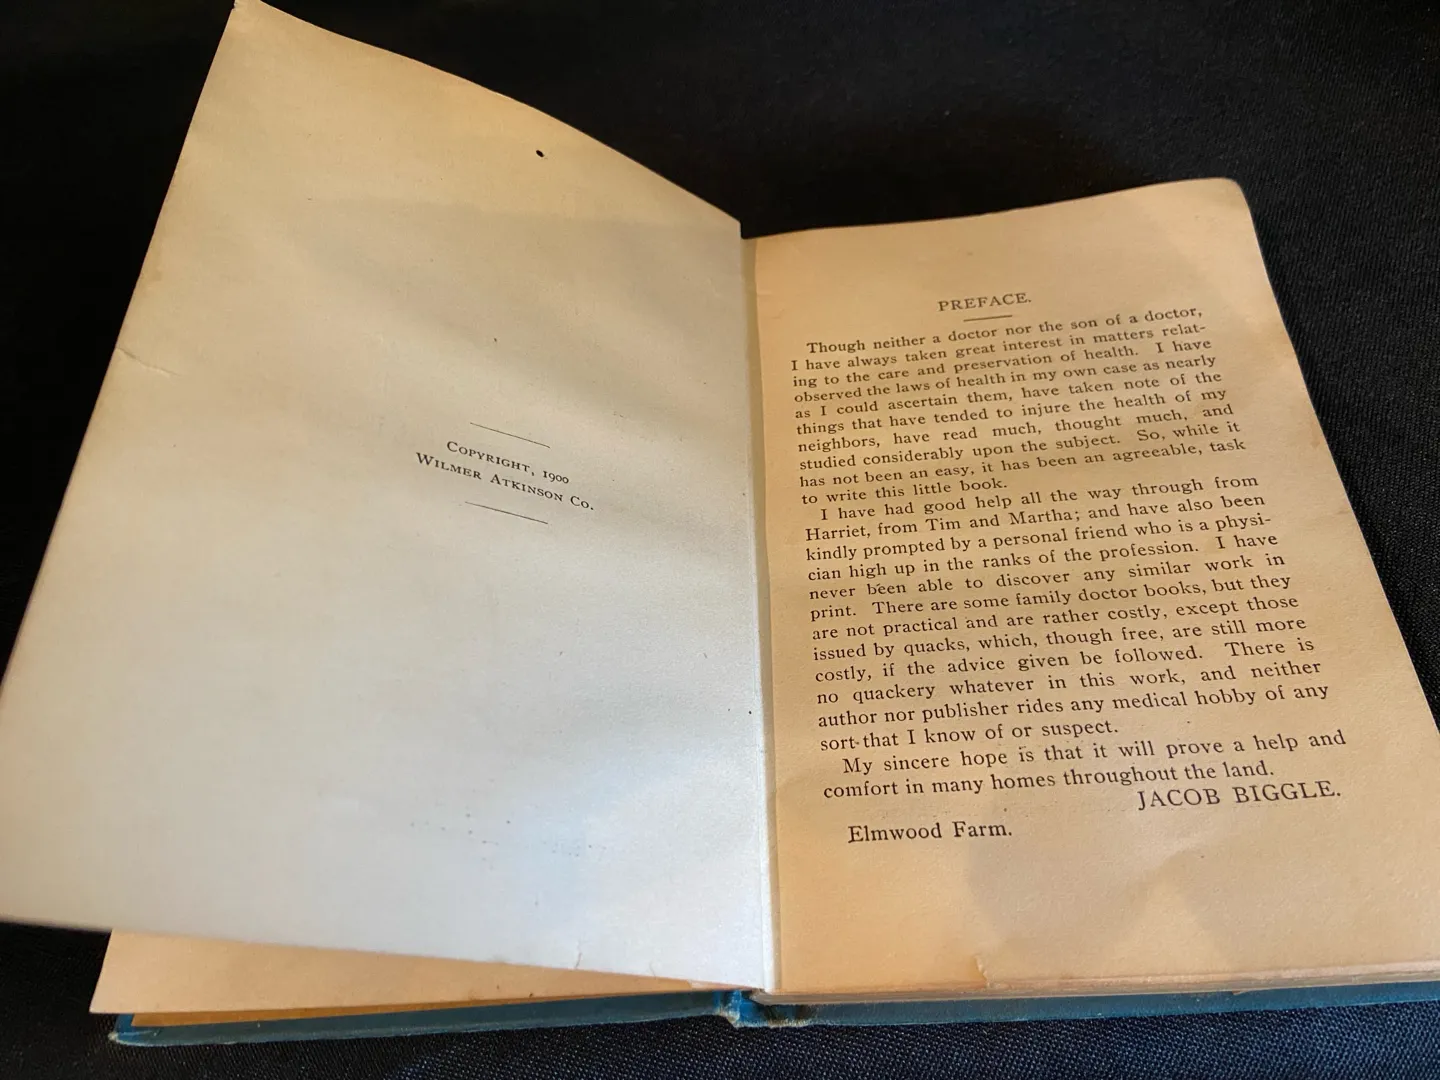 COPYRIGHT, 1900
WILMER ATKINSON CO.
PREFACE.
Though neither a doctor nor the son of a doctor,
I have always taken great interest in matters relat-
ing to the care and preservation of health. I have
observed the laws of health in my own case as nearly
as I could ascertain them, have taken note of the
things that have tended to injure the health of my
neighbors, have read much, thought much, and
studied considerably upon the subject. So, while it
has not been an easy, it has been an agreeable, task
to write this little book.
I have had good help all the way through from
Harriet, from Tim and Martha; and have also been
kindly prompted by a personal friend who is a physi-
cian high up in the ranks of the profession. I have
never been able to discover any similar work in
print. There are some family doctor books, but they
are not practical and are rather costly, except those
issued by quacks, which, though free, are still more
costly, if the advice given be followed. There is
no quackery whatever in this work, and neither
author nor publisher rides any medical hobby of any
sort that I know of or suspect.
My sincere hope is that it will prove a help and
comfort in many homes throughout the land.
JACOB BIGGLE.
Elmwood Farm.